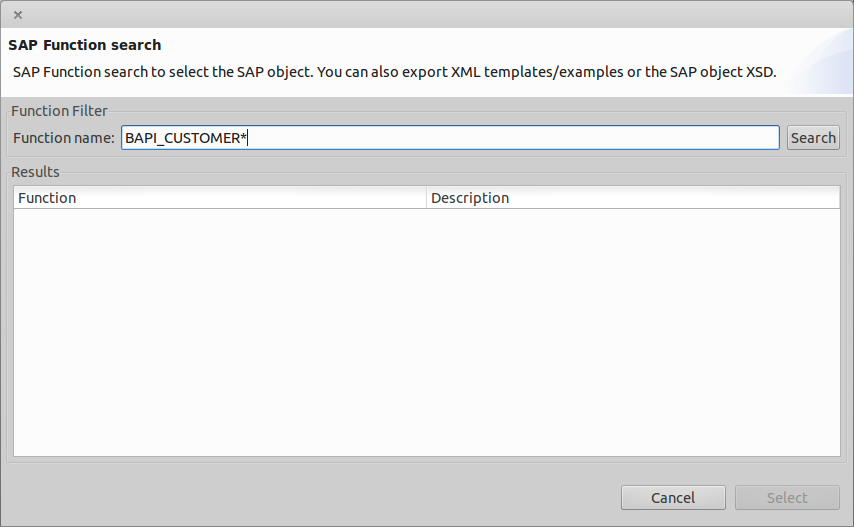 SAP Function search
SAP Function search to select the SAP object. You can also export XML templates/examples or the SAP object XSD.
Function Filter
Function name: BAPI_CUSTOMER* Search
Results
Function Description
Cancel Select